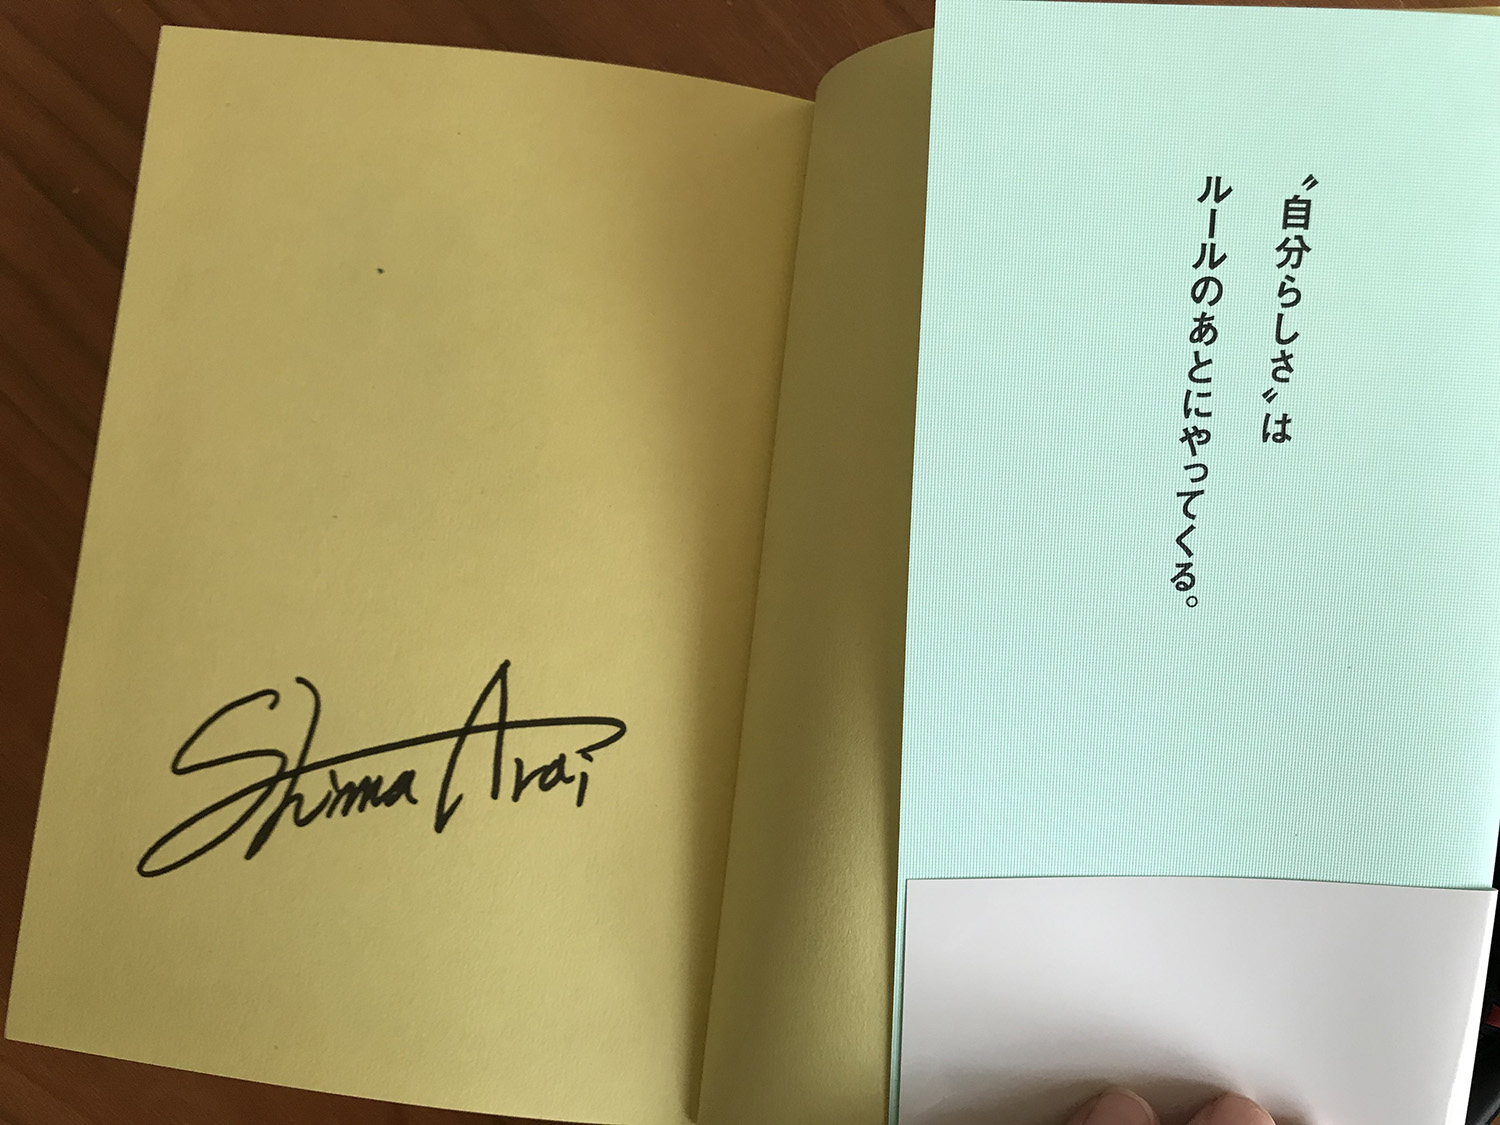 〝自分らしさ〟は
ルールのあとにやってくる。
Shima Arai